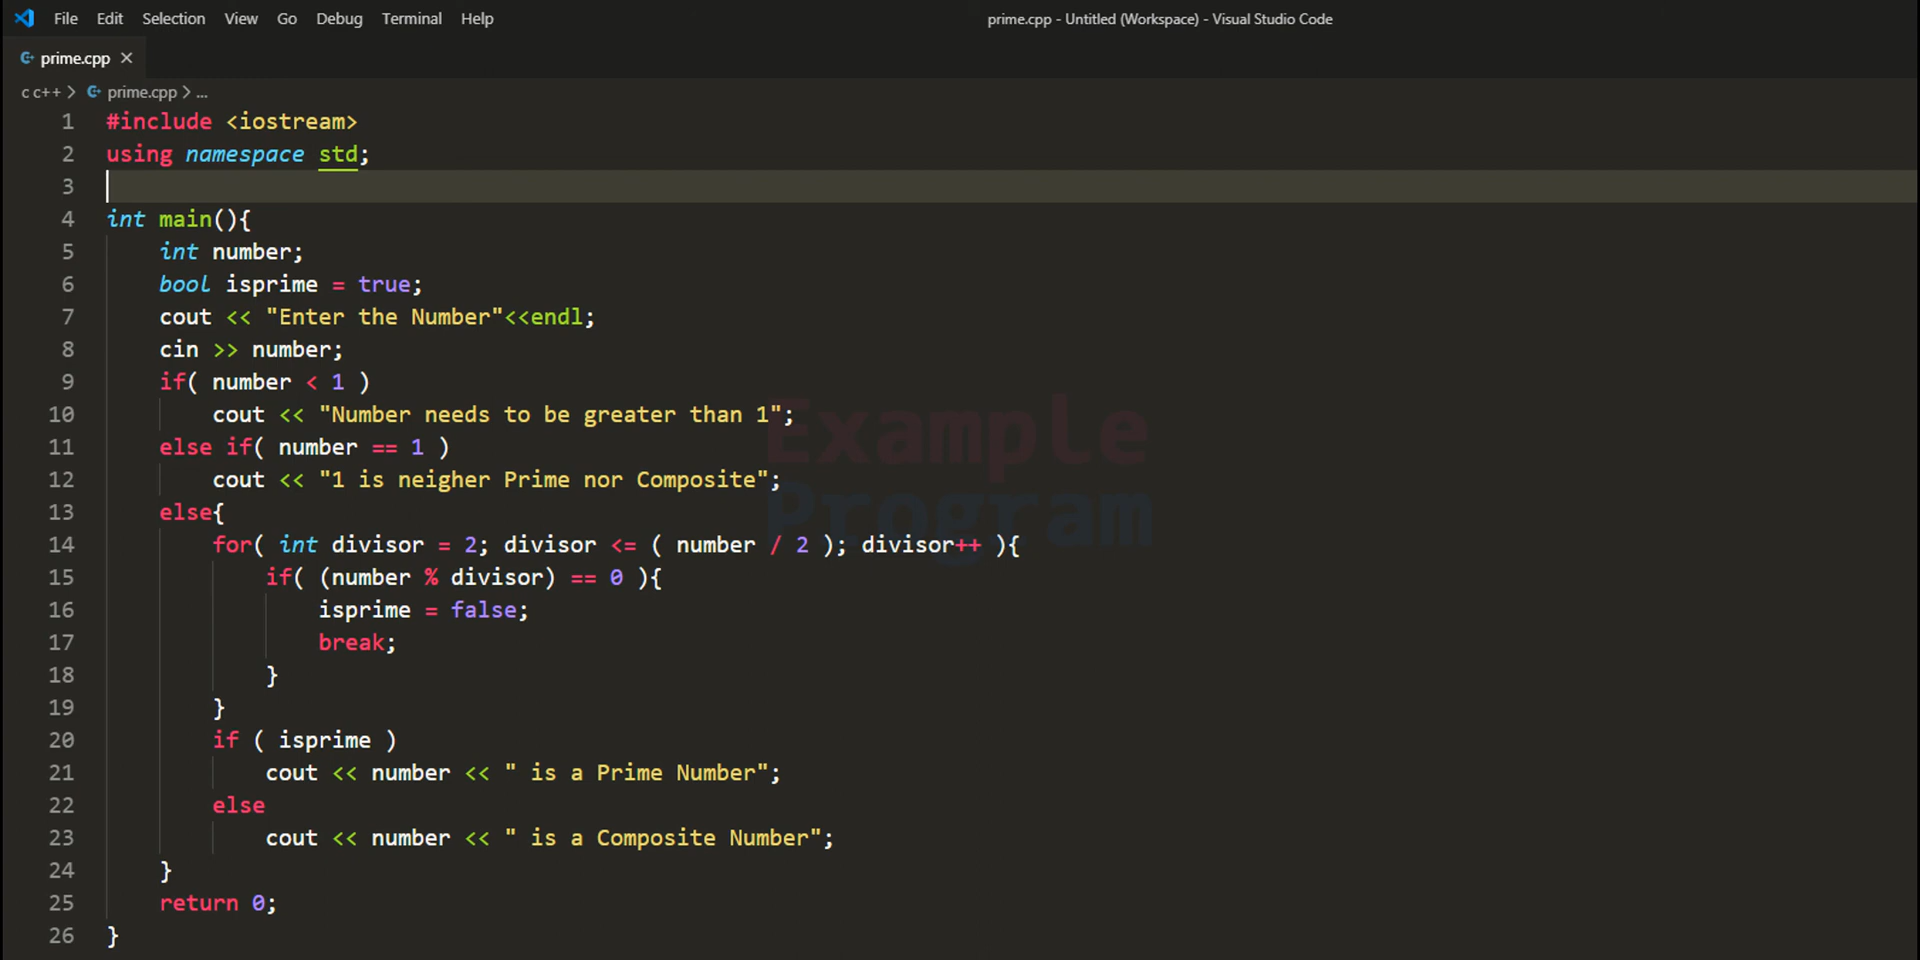 File Edit Selection View Go Debug Terminal Help prime.cpp - Untitled (Workspace) - Visual Studio Code
prime.cpp ×
c c++ > prime.cpp > ...
1 #include <iostream>
2 using namespace std;
3
4 int main(){
5     int number;
6     bool isprime = true;
7     cout << "Enter the Number"<<endl;
8     cin >> number;
9     if( number < 1 )
10         cout << "Number needs to be greater than 1";
11     else if( number == 1 )
12         cout << "1 is neigher Prime nor Composite";
13     else{
14         for( int divisor = 2; divisor <= ( number / 2 ); divisor++ ){
15             if( (number % divisor) == 0 ){
16                 isprime = false;
17                 break;
18             }
19         }
20         if ( isprime )
21             cout << number << " is a Prime Number";
22         else
23             cout << number << " is a Composite Number";
24     }
25     return 0;
26 }
Example
Program